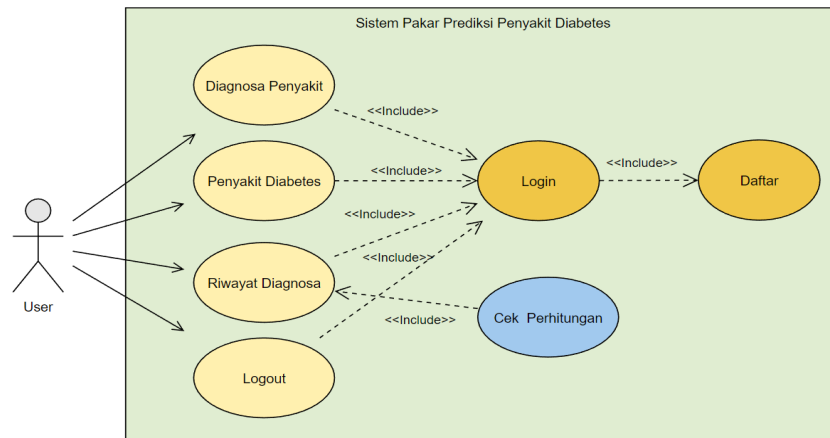 Sistem Pakar Prediksi Penyakit Diabetes
Diagnosa Penyakit
<<Include>>
Penyakit Diabetes
<<Include>>
Login
<<Include>>
Daftar
<<Include>>
Riwayat Diagnosa
<<Include>>
User
Cek Perhitungan
<<Include>>
Logout